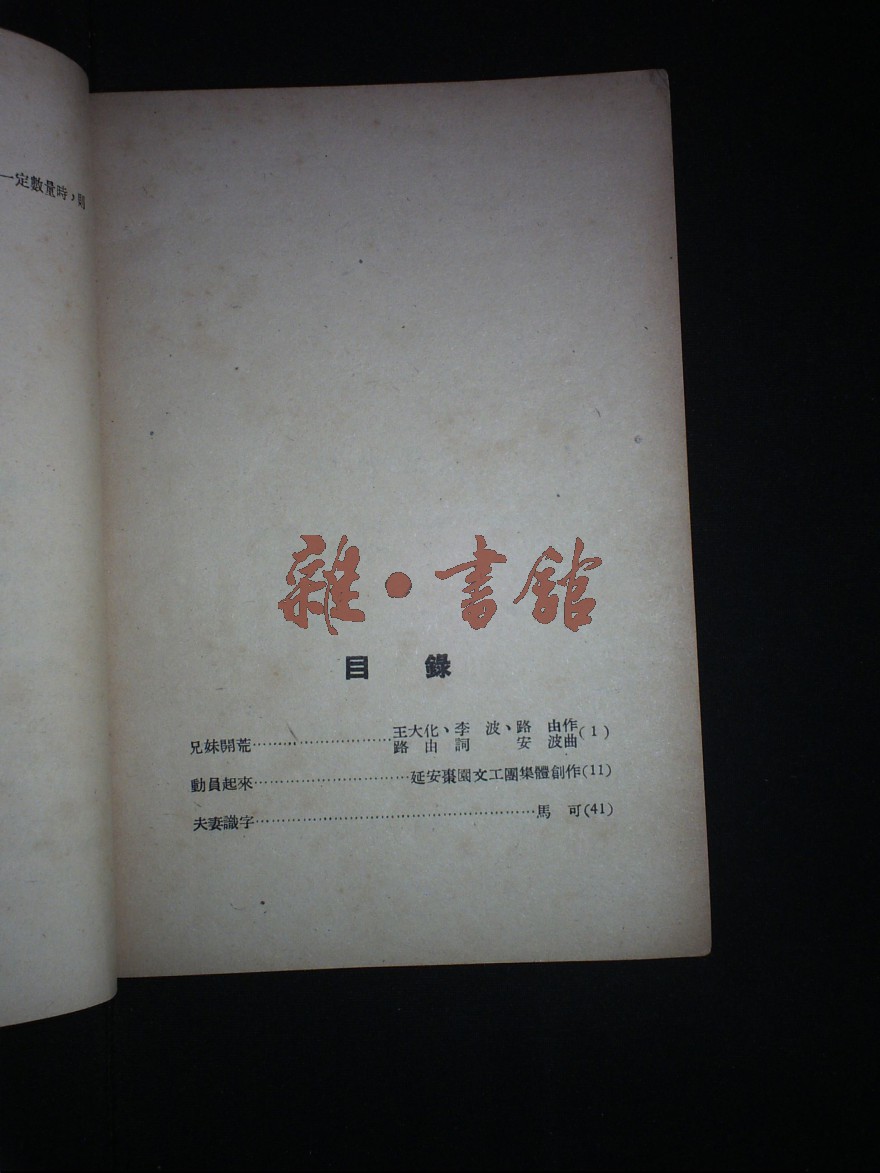 一定數量時，則
雜·書館
目 錄
兄妹開荒……………………王大化、李 波、路 由作(1)
路 由 詞 安 波曲
動員起來……………………延安棗園文工團集體創作(11)
夫妻識字……………………………………………馬 可(41)